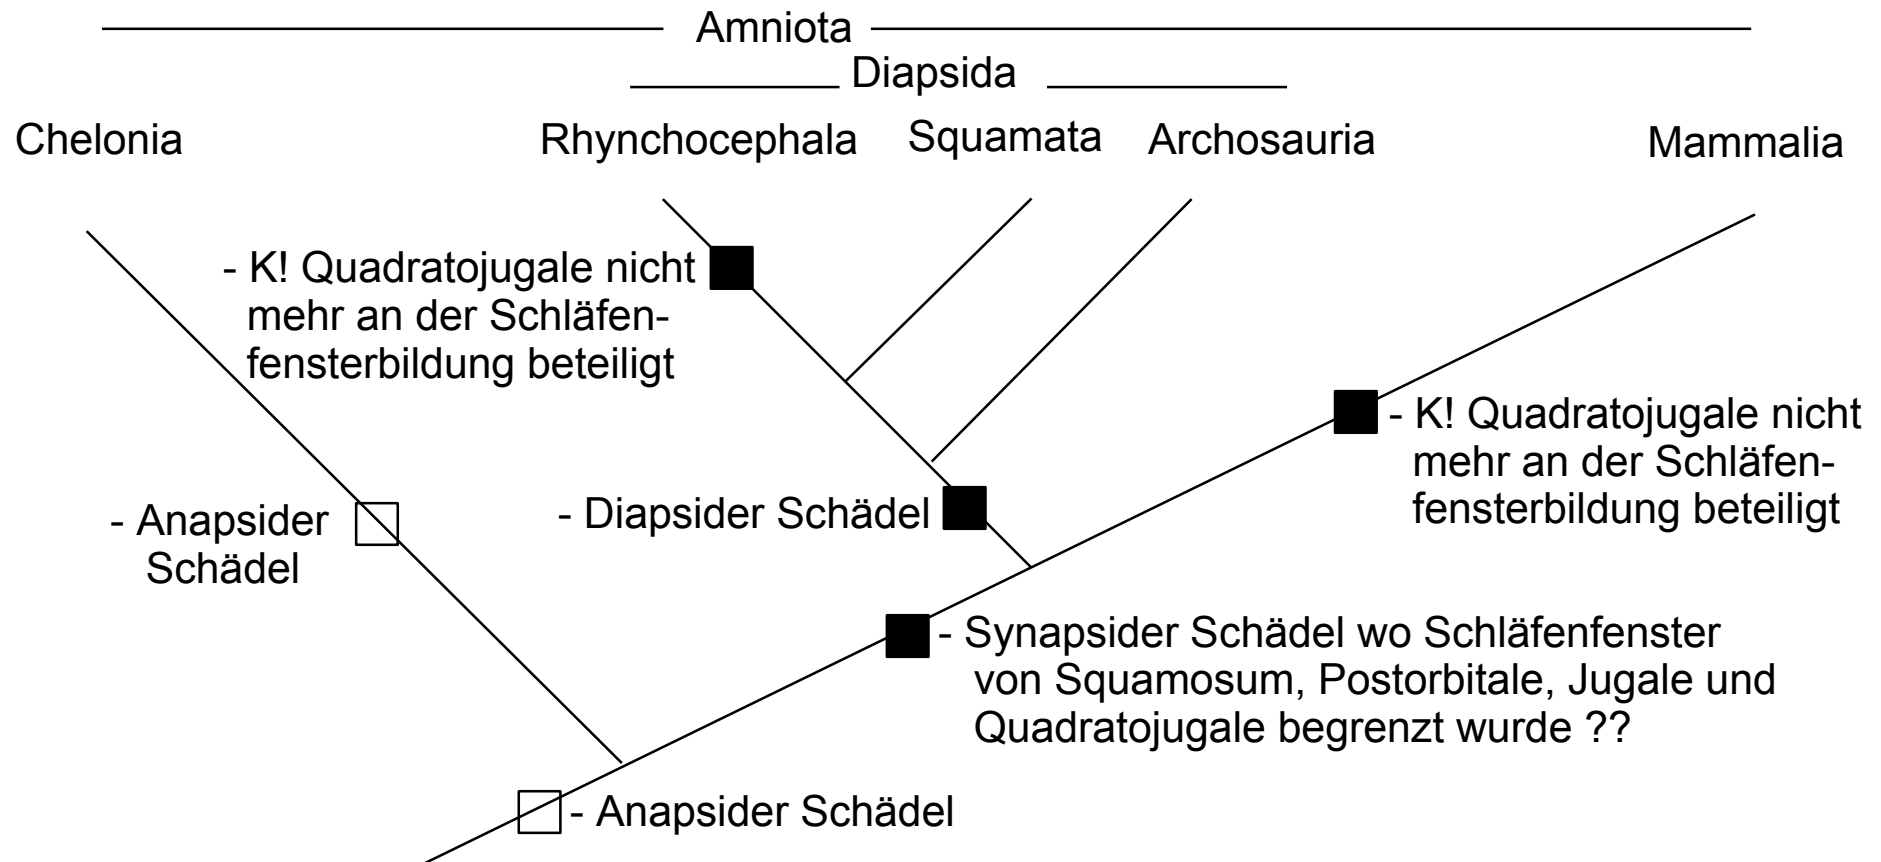 Amniota
Diapsida
Chelonia
Rhynchocephala
Squamata
Archosauria
Mammalia
- K! Quadratojugale nicht
mehr an der Schläfen-
fensterbildung beteiligt
- K! Quadratojugale nicht
mehr an der Schläfen-
fensterbildung beteiligt
- Anapsider
Schädel
- Diapsider Schädel
- Synapsider Schädel wo Schläfenfenster
von Squamosum, Postorbitale, Jugale und
Quadratojugale begrenzt wurde ??
- Anapsider Schädel